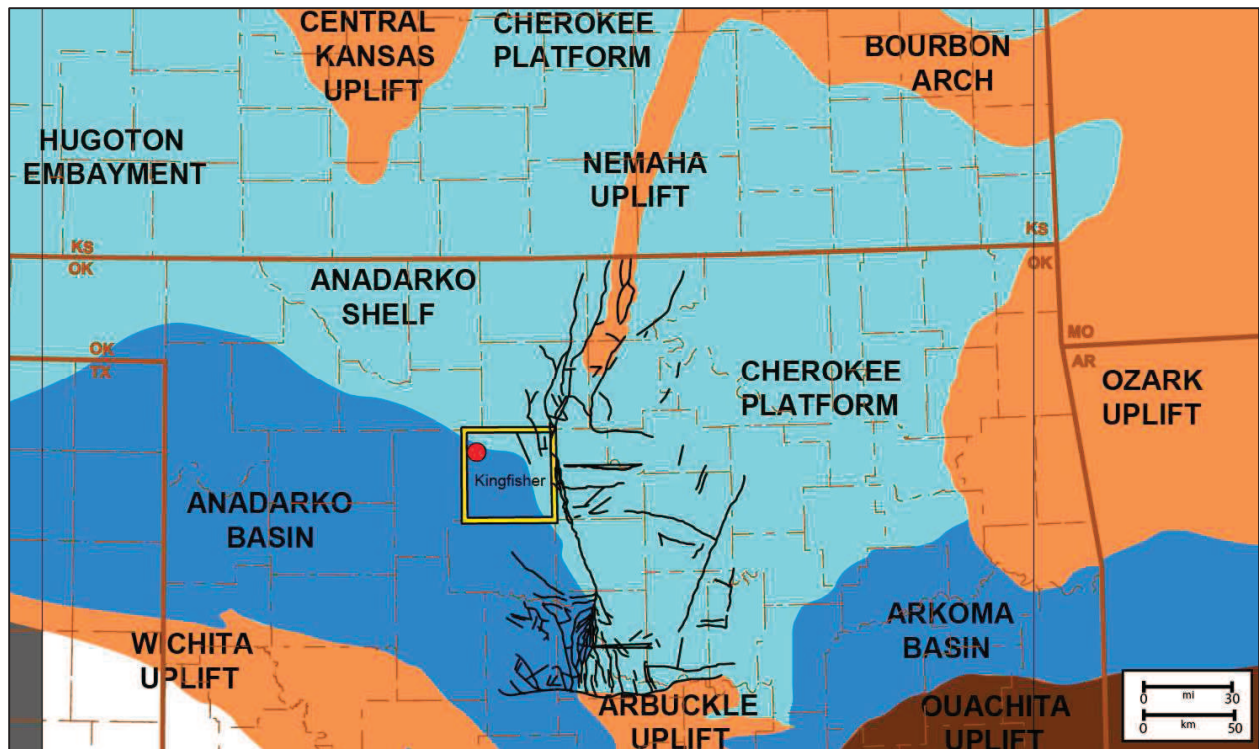 CENTRAL
KANSAS
UPLIFT
CHEROKEE
PLATFORM
BOURBON
ARCH
HUGOTON
EMBAYMENT
NEMAHA
UPLIFT
KS
OK
KS
OK
ANADARKO
SHELF
OK
TX
MO
AR
CHEROKEE
PLATFORM
OZARK
UPLIFT
Kingfisher
ANADARKO
BASIN
ARKOMA
BASIN
WICHITA
UPLIFT
ARBUCKLE
UPLIFT
OUACHITA
UPLIFT
0 mi 30
0 km 50